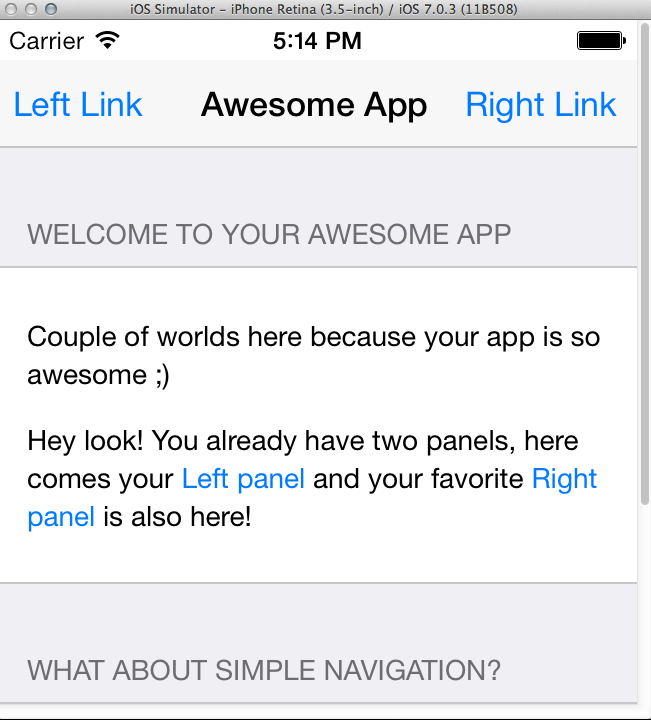 iOS Simulator – iPhone Retina (3.5-inch) / iOS 7.0.3 (11B508)
Carrier 5:14 PM
Left Link Awesome App Right Link
WELCOME TO YOUR AWESOME APP
Couple of worlds here because your app is so
awesome ;)
Hey look! You already have two panels, here
comes your Left panel and your favorite Right
panel is also here!
WHAT ABOUT SIMPLE NAVIGATION?